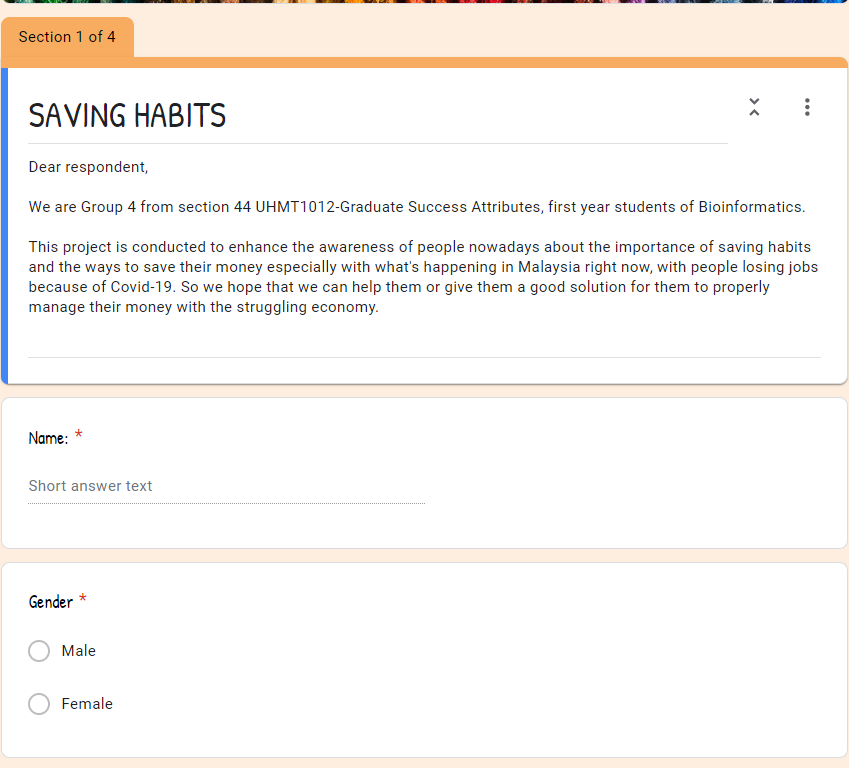 Section 1 of 4
SAVING HABITS
Dear respondent,
We are Group 4 from section 44 UHMT1012-Graduate Success Attributes, first year students of Bioinformatics.
This project is conducted to enhance the awareness of people nowadays about the importance of saving habits
and the ways to save their money especially with what's happening in Malaysia right now, with people losing jobs
because of Covid-19. So we hope that we can help them or give them a good solution for them to properly
manage their money with the struggling economy.
Name: *
Short answer text
Gender *
Male
Female